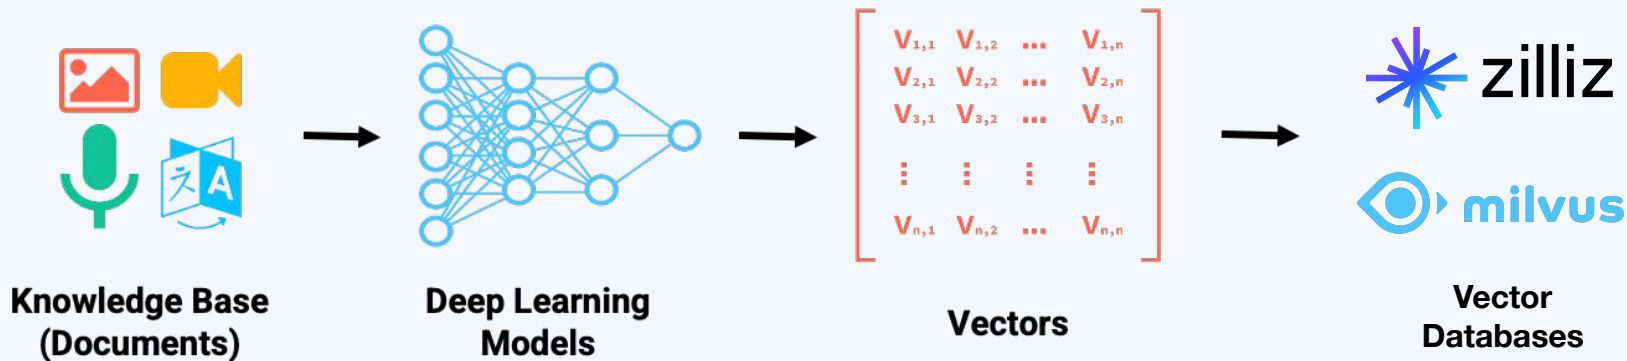 A
V1,1 V1,2 ... V1,n
V2,1 V2,2 ... V2,n
V3,1 V3,2 ... V3,n
⋮ ⋮ ⋮ ⋮
Vn,1 Vn,2 ... Vn,n
zilliz
milvus
Knowledge Base
(Documents)
Deep Learning
Models
Vectors
Vector
Databases